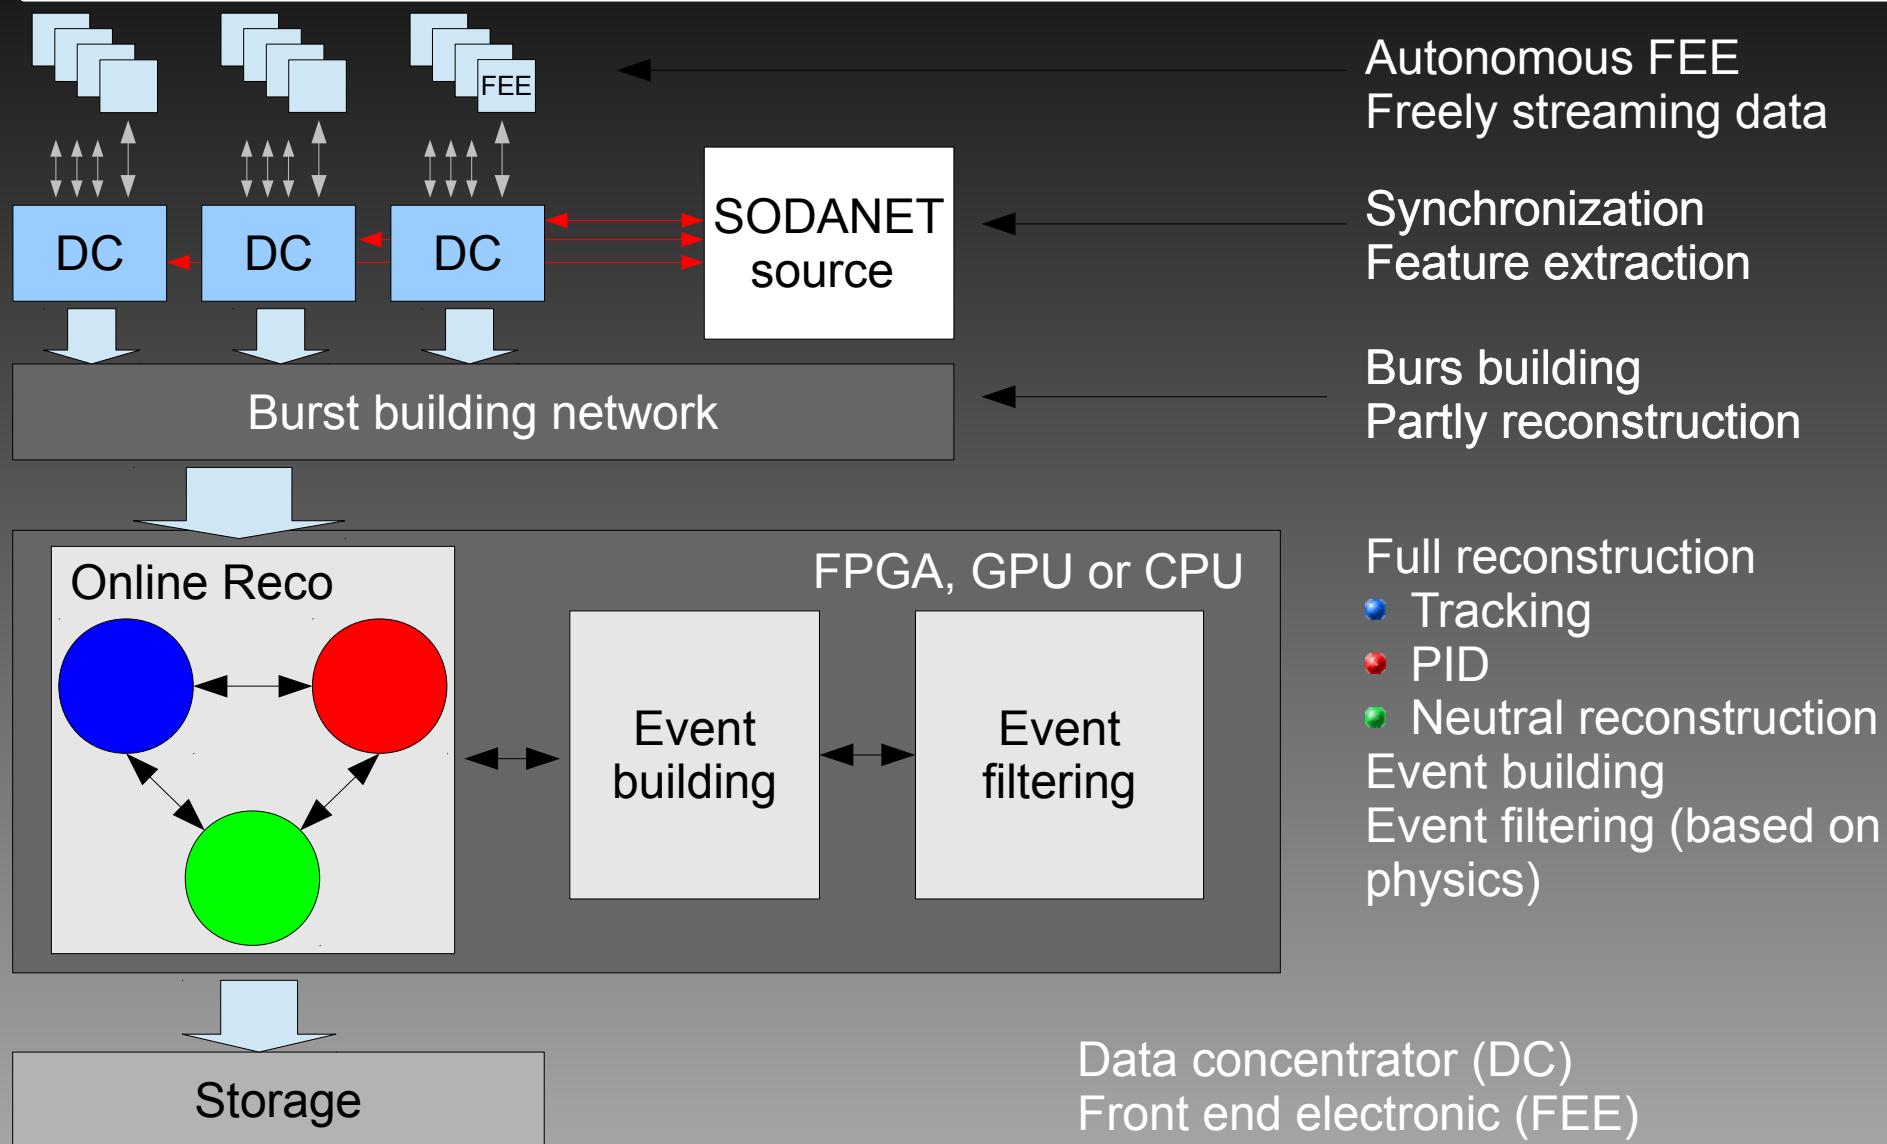 FEE
Autonomous FEE
Freely streaming data
DC
DC
DC
SODANET
source
Synchronization
Feature extraction
Burst building network
Burs building
Partly reconstruction
Online Reco
FPGA, GPU or CPU
Event
building
Event
filtering
Full reconstruction
Tracking
PID
Neutral reconstruction
Event building
Event filtering (based on
physics)
Storage
Data concentrator (DC)
Front end electronic (FEE)